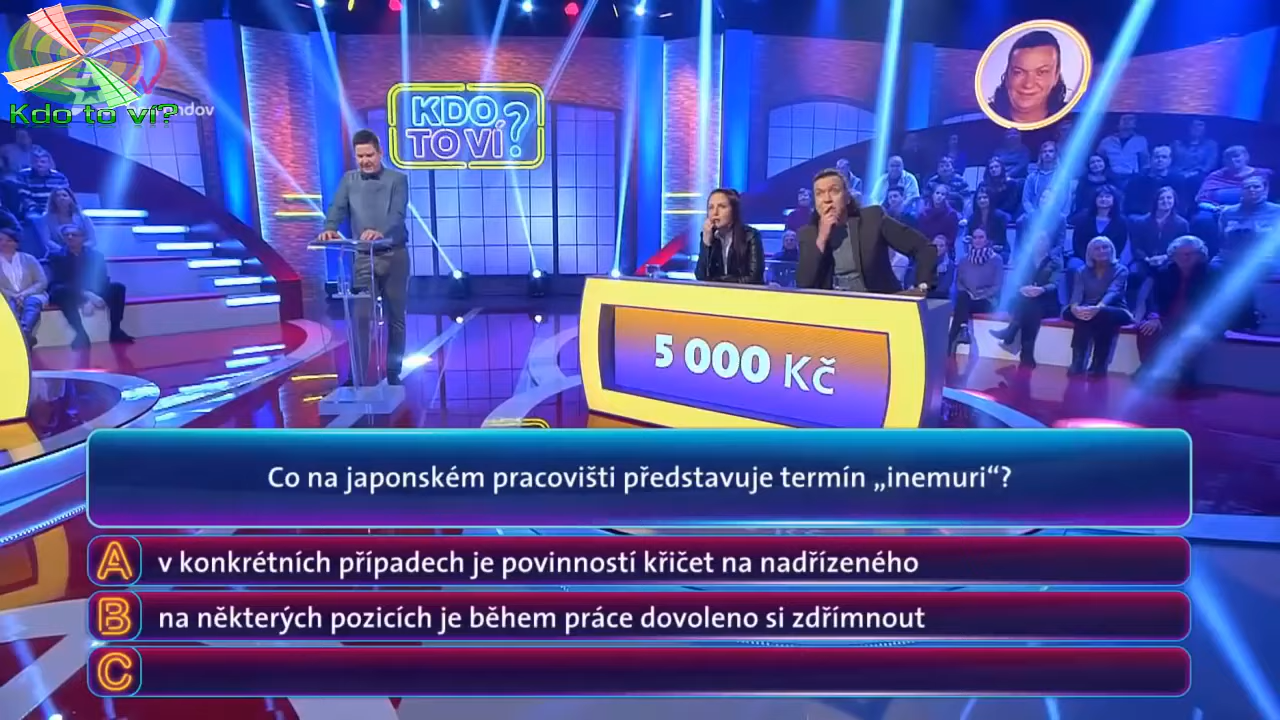 Kdo to ví?
ndov
KDO
TO VÍ?
5 000 Kč
Co na japonském pracovišti představuje termín „inemuri“?
A v konkrétních případech je povinností křičet na nadřízeného
B na některých pozicích je během práce dovoleno si zdřímnout
C